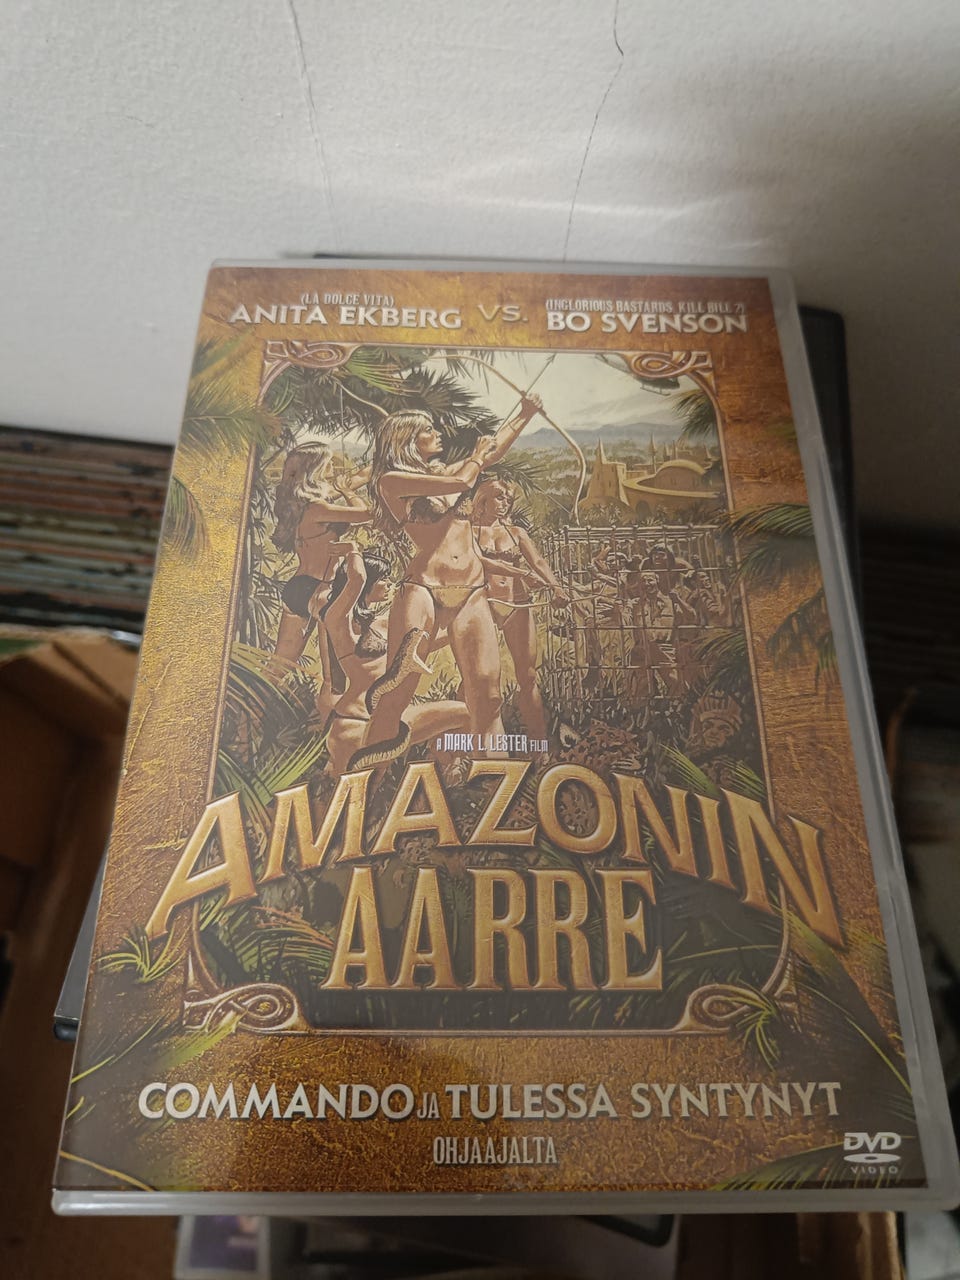 (LA DOLCE VITA)
ANITA EKBERG
VS.
(INGLORIOUS BASTARDS, KILL BILL 2)
BO SVENSON
A MARK L. LESTER FILM
AMAZONIN
AARRE
COMMANDO JA TULESSA SYNTYNYT
OHJAAJALTA
DVD
VIDEO